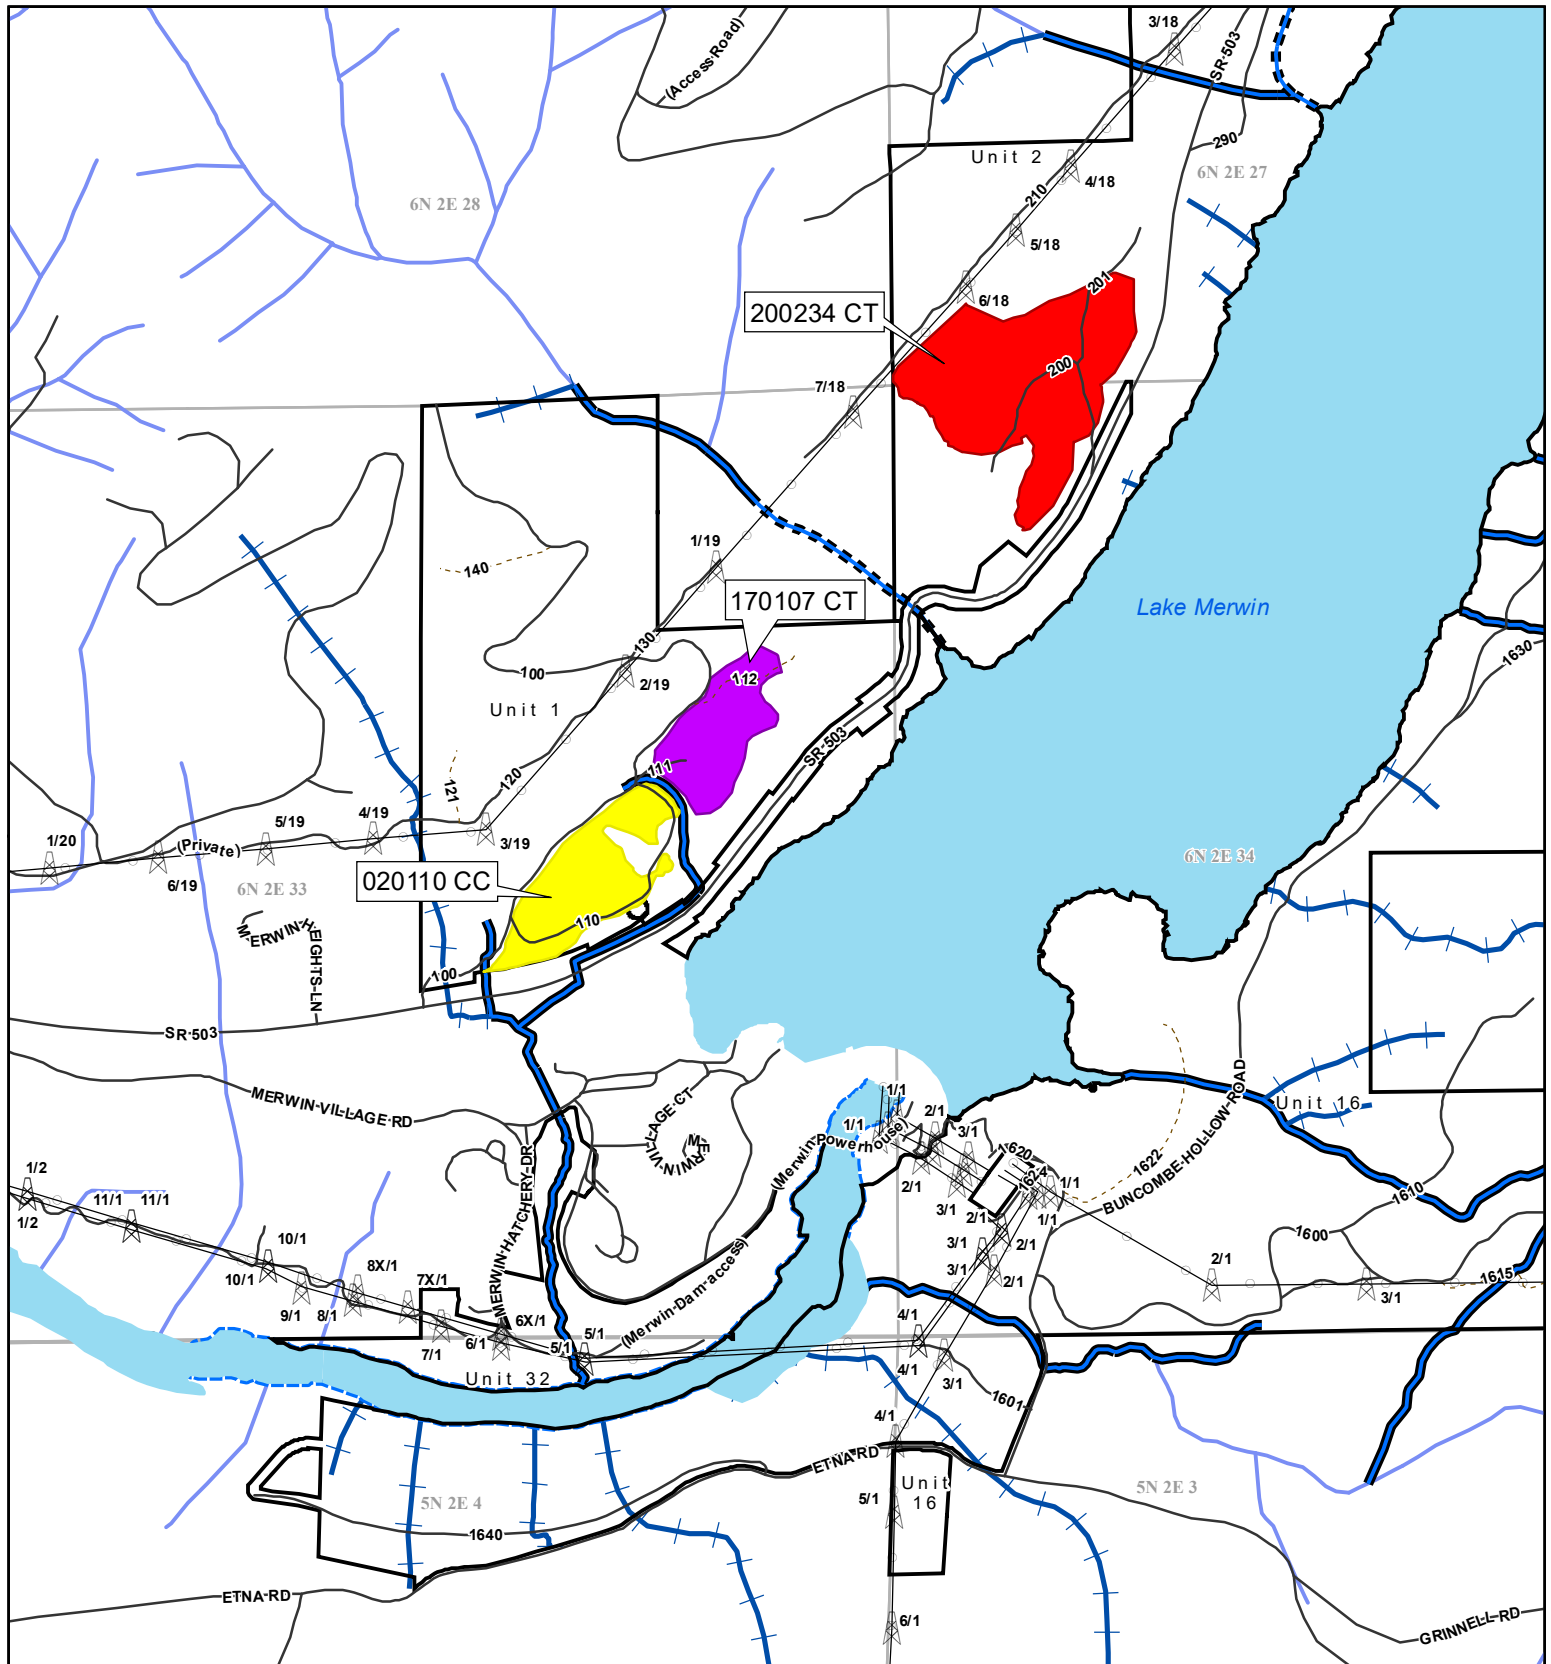 3/18
(Access Road)
SR 503
290
Unit 2
6N 2E 27
4/18
210
6N 2E 28
5/18
201
6/18
200234 CT
200
7/18
1/19
140
170107 CT
Lake Merwin
130
1630
100
2/19
112
Unit 1
SR 503
111
120
121
5/19
4/19
1/20
(Private)
3/19
6N 2E 34
6/19
6N 2E 33
020110 CC
110
MERWIN HEIGHTS LN
100
SR 503
MERWIN VILLAGE RD
MERWIN VILLAGE CT
1/1
1/1
(Merwin Powerhouse)
2/1
3/1
Unit 16
BUNCOMBE HOLLOW ROAD
1620
1624
1622
1/2
11/1
11/1
2/1
3/1
1/1
1/1
1610
1/2
MERWIN HATCHERY DR
2/1
2/1
1600
10/1
3/1
3/1
2/1
2/1
1615
3/1
10/1
8X/1
7X/1
(Merwin Dam access)
9/1
8/1
6X/1
7/1
6/1
5/1
5/1
4/1
4/1
3/1
Unit 32
1601
4/1
ETNA RD
Unit
16
5/1
5N 2E 4
5N 2E 3
1640
ETNA RD
6/1
GRINNELL RD